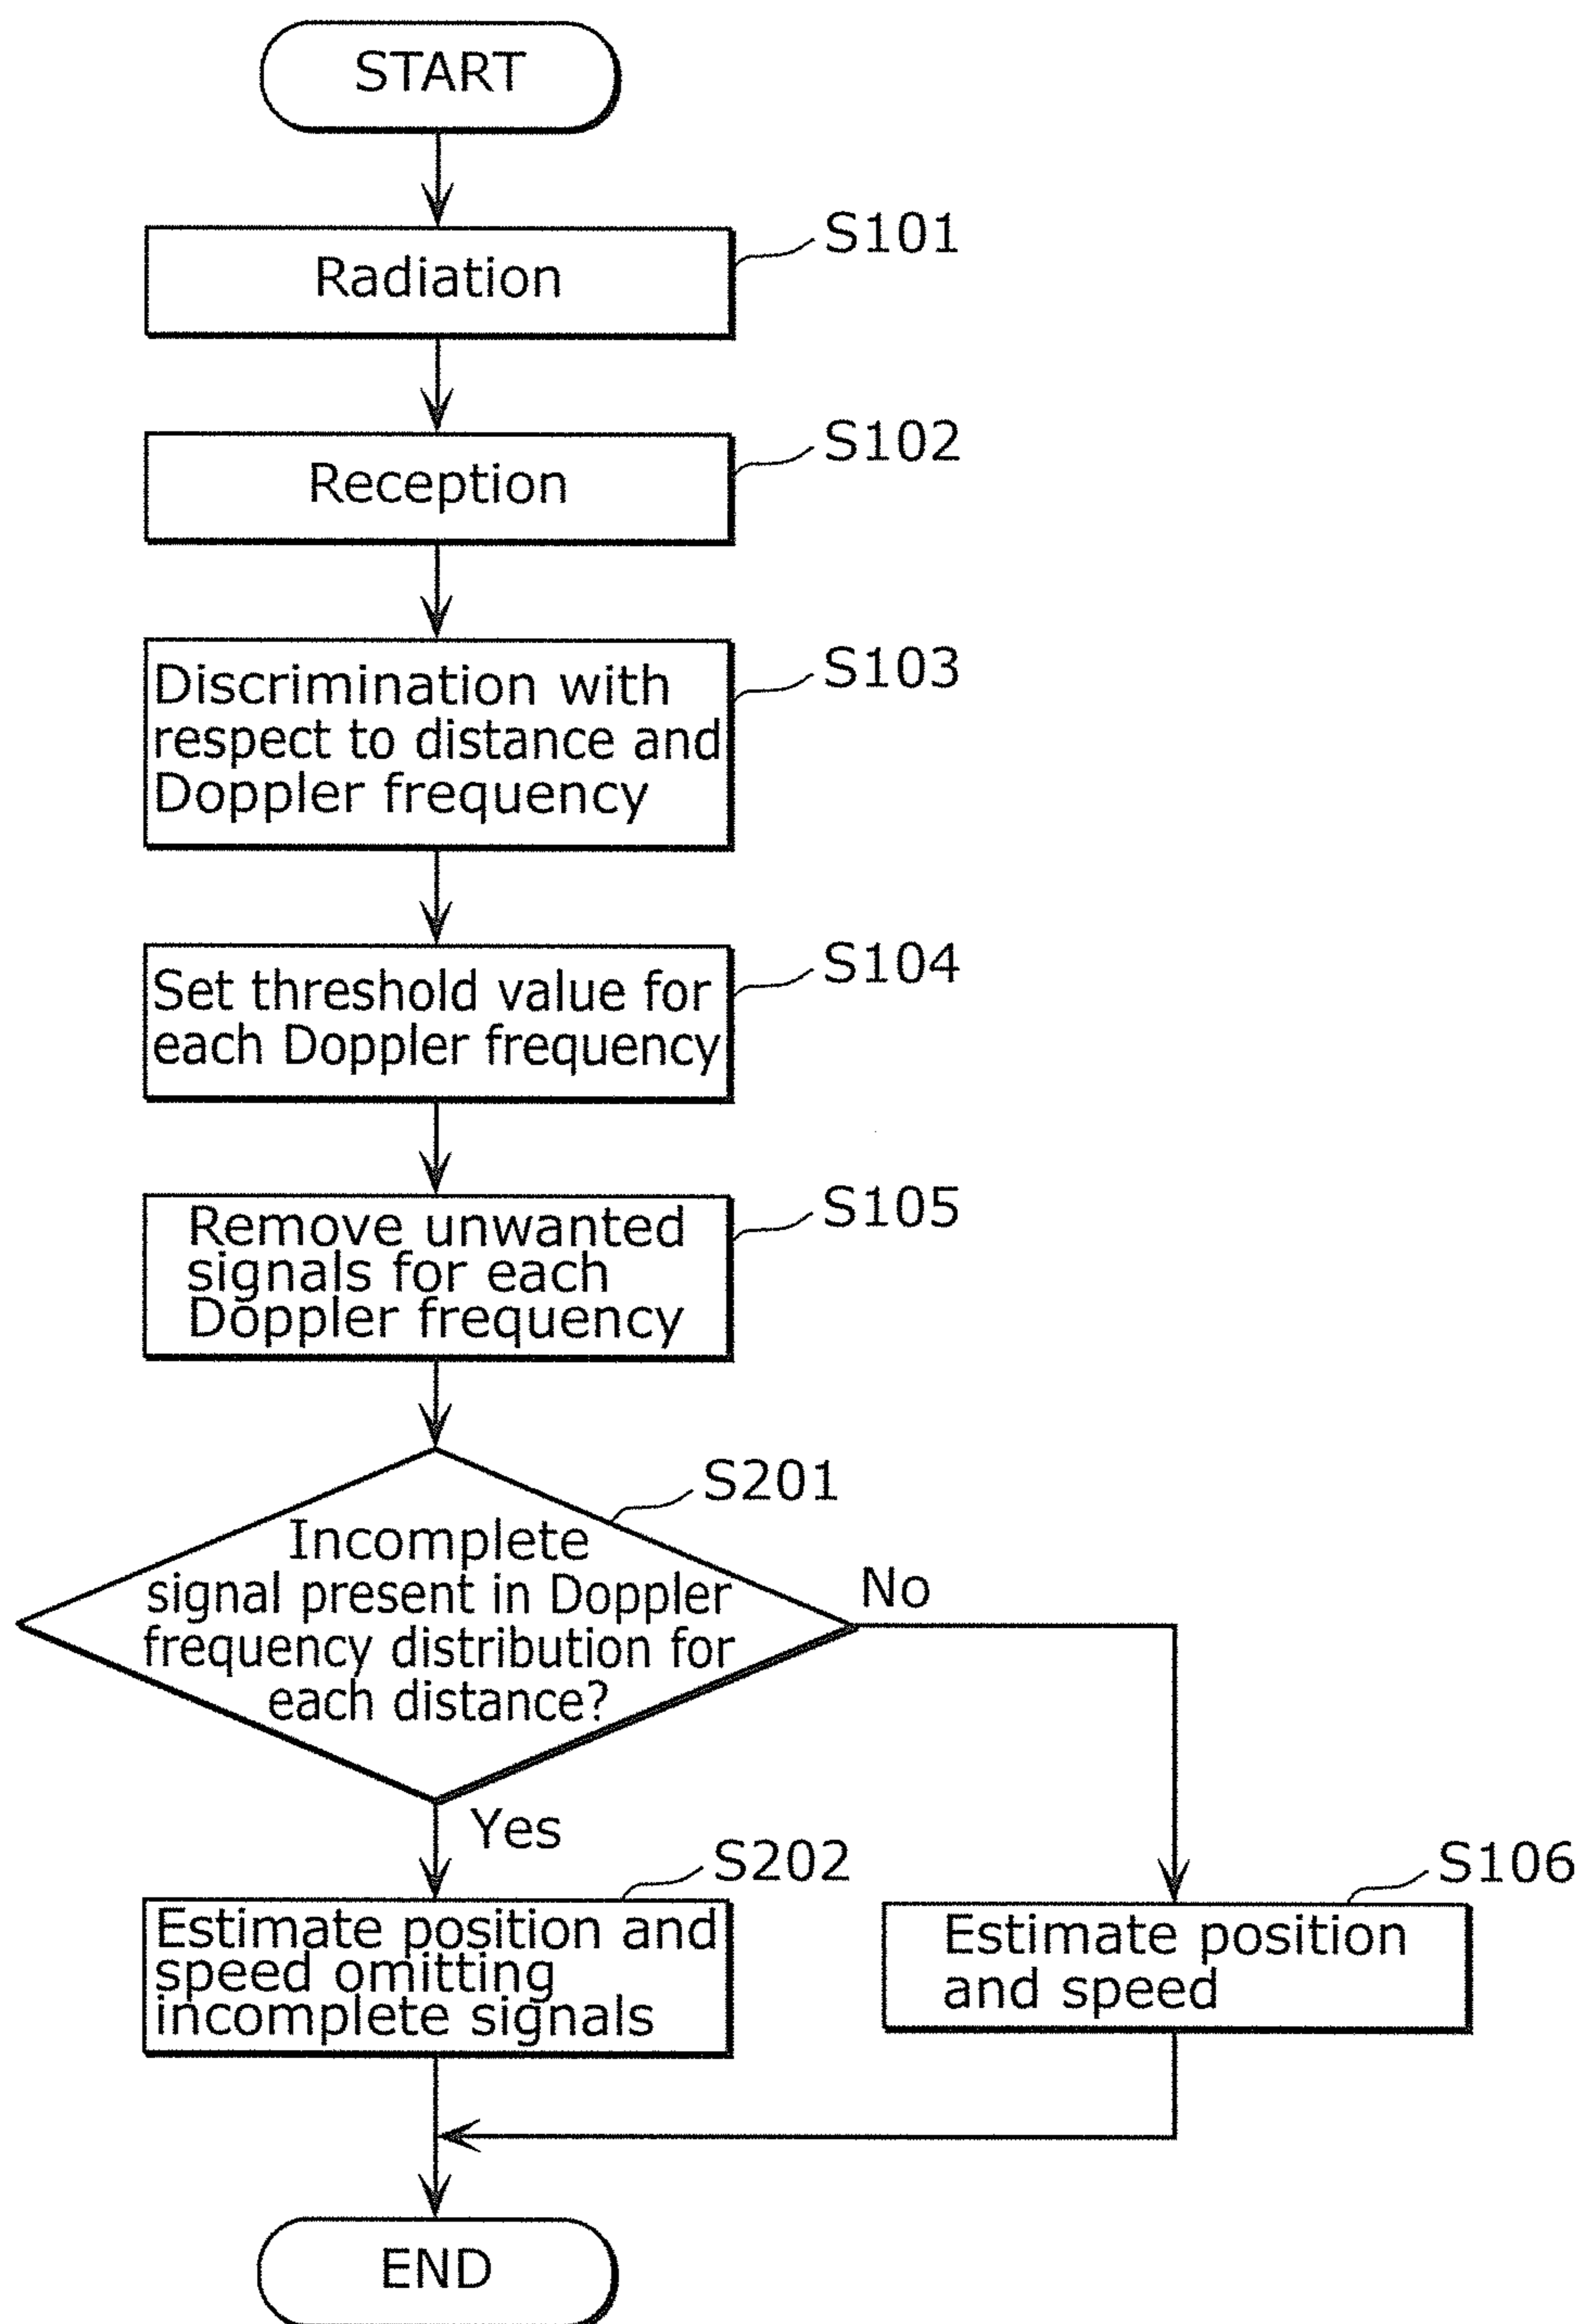 START
S101
Radiation
S102
Reception
S103
Discrimination with
respect to distance and
Doppler frequency
S104
Set threshold value for
each Doppler frequency
S105
Remove unwanted
signals for each
Doppler frequency
S201
Incomplete
signal present in Doppler
frequency distribution for
each distance?
No
Yes
S202
Estimate position and
speed omitting
incomplete signals
S106
Estimate position
and speed
END